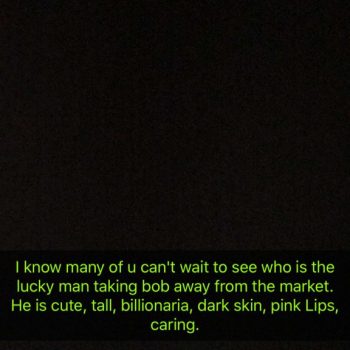 I know many of u can't wait to see who is the
lucky man taking bob away from the market.
He is cute, tall, billionaria, dark skin, pink Lips,
caring.